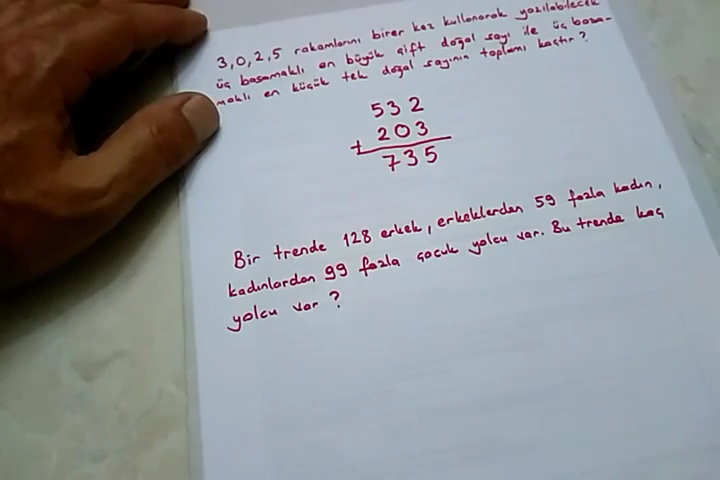 3,0,2,5 rakamlarını birer kez kullanarak yazılabilecek
üç basamaklı en büyük çift doğal sayı ile üç basa-
maklı en küçük tek doğal sayının toplamı kaçtır?
532
+ 203
735
Bir trende 128 erkek, erkeklerden 59 fazla kadın,
kadınlardan 99 fazla çocuk yolcu var. Bu trende kaç
yolcu var?